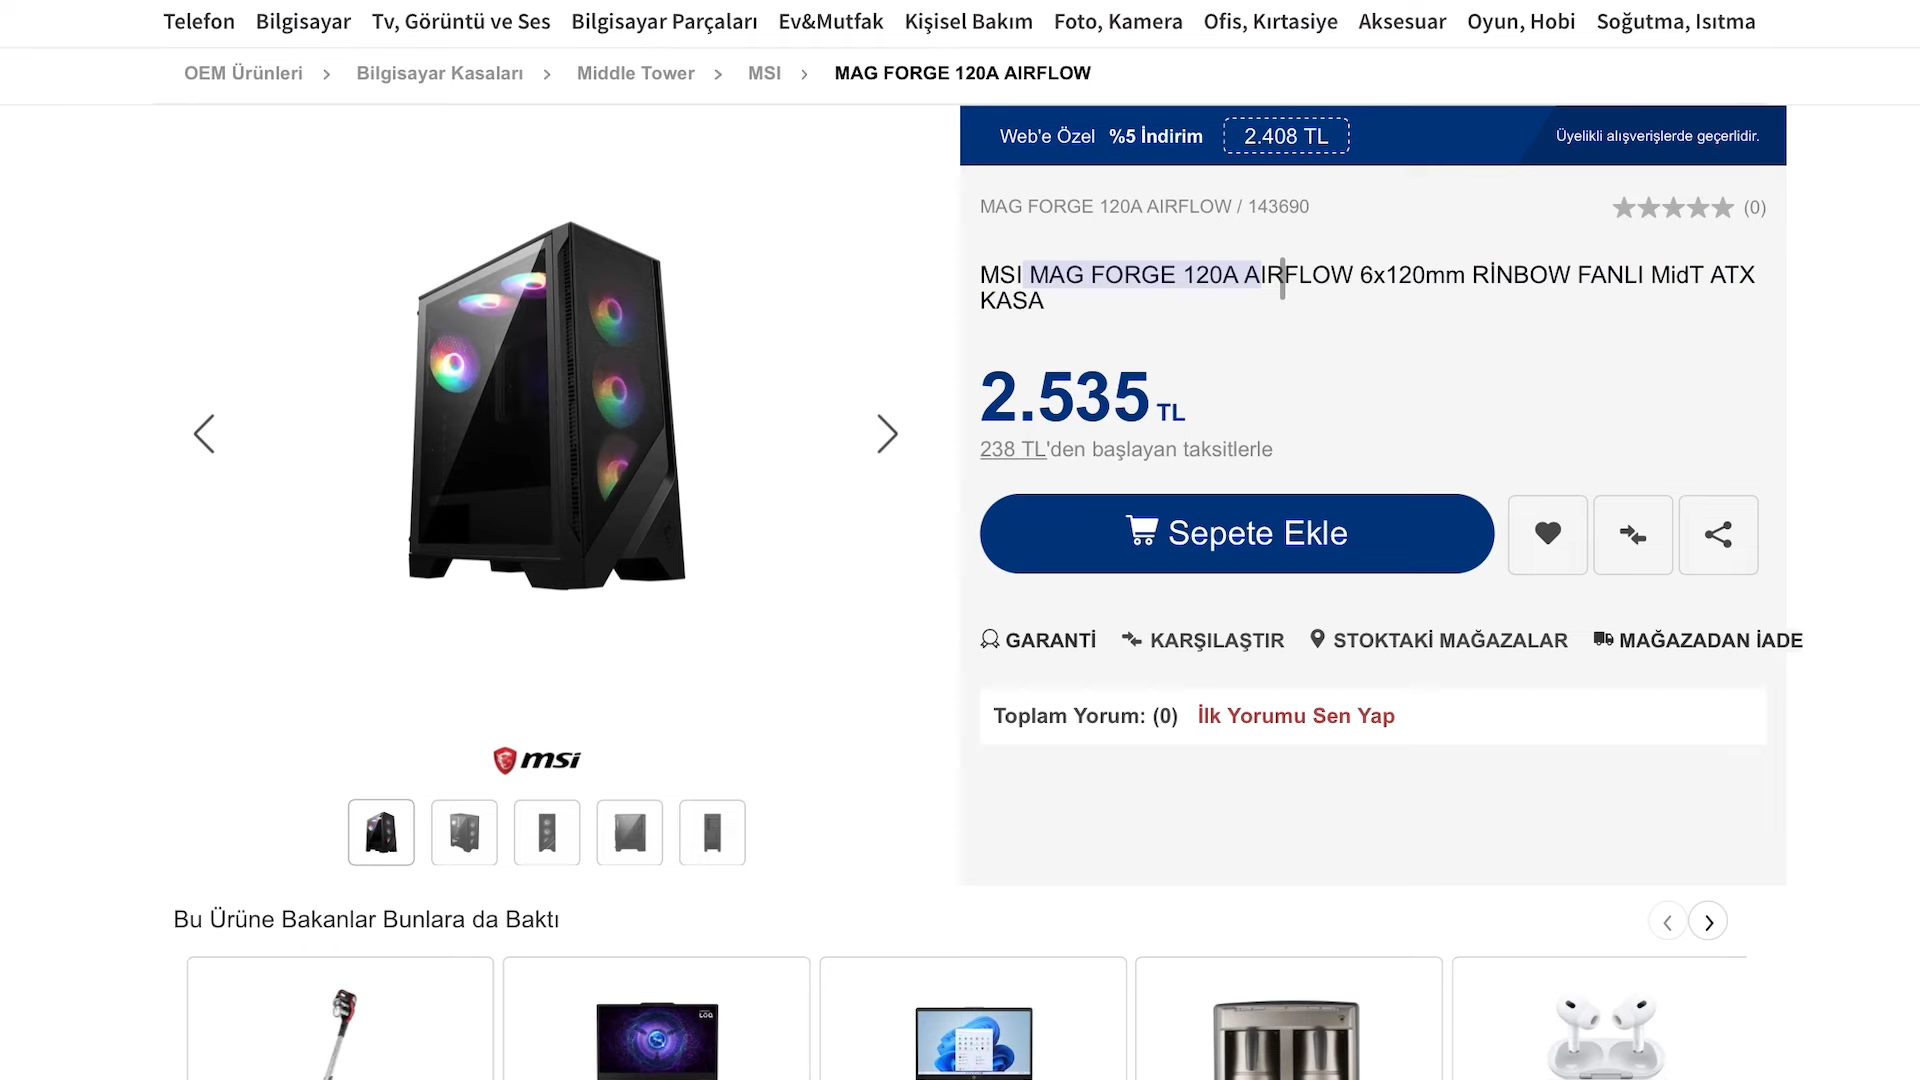 Telefon Bilgisayar Tv, Görüntü ve Ses Bilgisayar Parçaları Ev&Mutfak Kişisel Bakım Foto, Kamera Ofis, Kırtasiye Aksesuar Oyun, Hobi Soğutma, Isıtma
OEM Ürünleri > Bilgisayar Kasaları > Middle Tower > MSI > MAG FORGE 120A AIRFLOW
Web'e Özel %5 İndirim 2.408 TL Üyelikli alışverişlerde geçerlidir.
MAG FORGE 120A AIRFLOW / 143690 (0)
MSI MAG FORGE 120A AIRFLOW 6x120mm RİNBOW FANLI MidT ATX
KASA
2.535 TL
238 TL'den başlayan taksitlerle
Sepete Ekle
GARANTİ KARŞILAŞTIR STOKTAKİ MAĞAZALAR MAĞAZADAN İADE
Toplam Yorum: (0) İlk Yorumu Sen Yap
msi
Bu Ürüne Bakanlar Bunlara da Baktı
LOQ